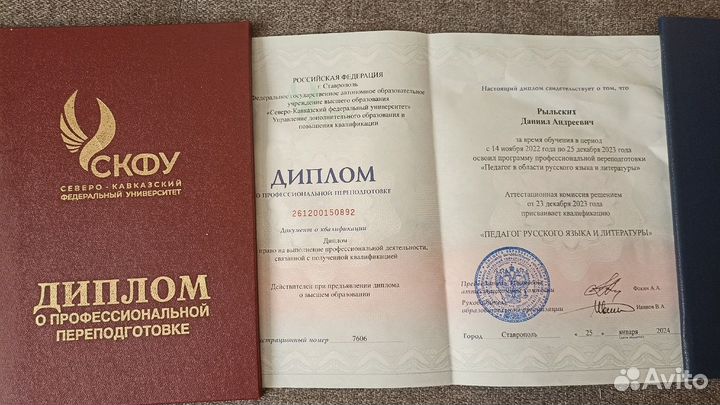 СКФУ
СЕВЕРО-КАВКАЗСКИЙ
ФЕДЕРАЛЬНЫЙ УНИВЕРСИТЕТ
ДИПЛОМ
О ПРОФЕССИОНАЛЬНОЙ
ПЕРЕПОДГОТОВКЕ
РОССИЙСКАЯ ФЕДЕРАЦИЯ
г. Ставрополь
Федеральное государственное автономное образовательное
учреждение высшего образования
«Северо-Кавказский федеральный университет»
Управление дополнительного образования и
повышения квалификации
ДИПЛОМ
О ПРОФЕССИОНАЛЬНОЙ ПЕРЕПОДГОТОВКЕ
261200150892
Документ о квалификации
Диплом
право на выполнение профессиональной деятельности,
связанной с полученной квалификацией
Действителен при предъявлении диплома
о высшем образовании
страционный номер 7606
Настоящий диплом свидетельствует о том, что
Рыльских
Даниил Андреевич
за время обучения в период
с 14 ноября 2022 года по 25 декабря 2023 года
освоил программу профессиональной переподготовки
«Педагог в области русского языка и литературы»
Аттестационная комиссия решением
от 23 декабря 2023 года
присваивает квалификацию
«ПЕДАГОГ РУССКОГО ЯЗЫКА И ЛИТЕРАТУРЫ»
Фокин А.А.
Руководитель
образовательной организации
Иванов В.А.
Город Ставрополь « 25 » января 2024
Avito